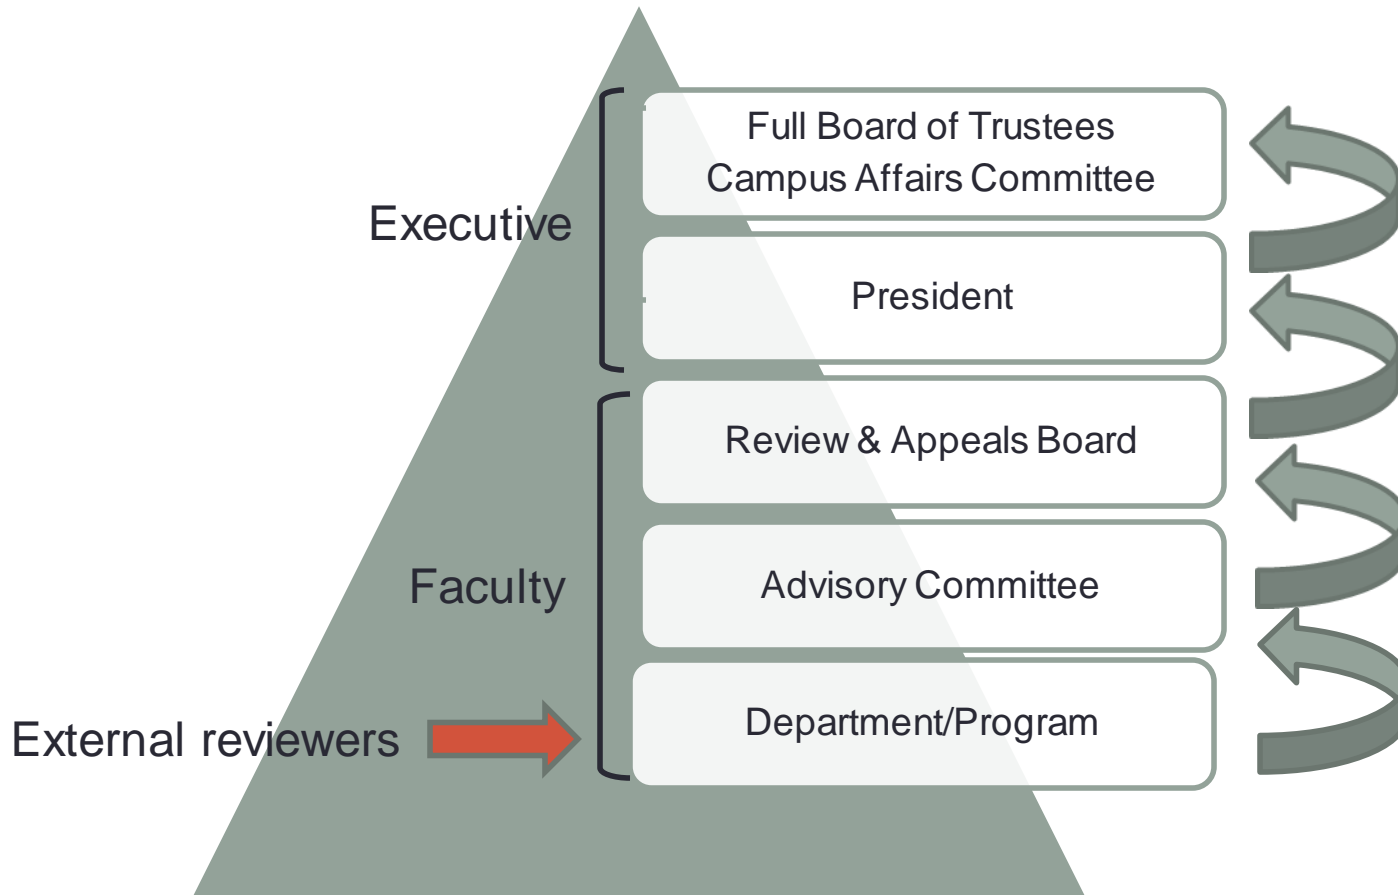 Full Board of Trustees
Campus Affairs Committee
Executive
President
Review & Appeals Board
Faculty
Advisory Committee
External reviewers
Department/Program